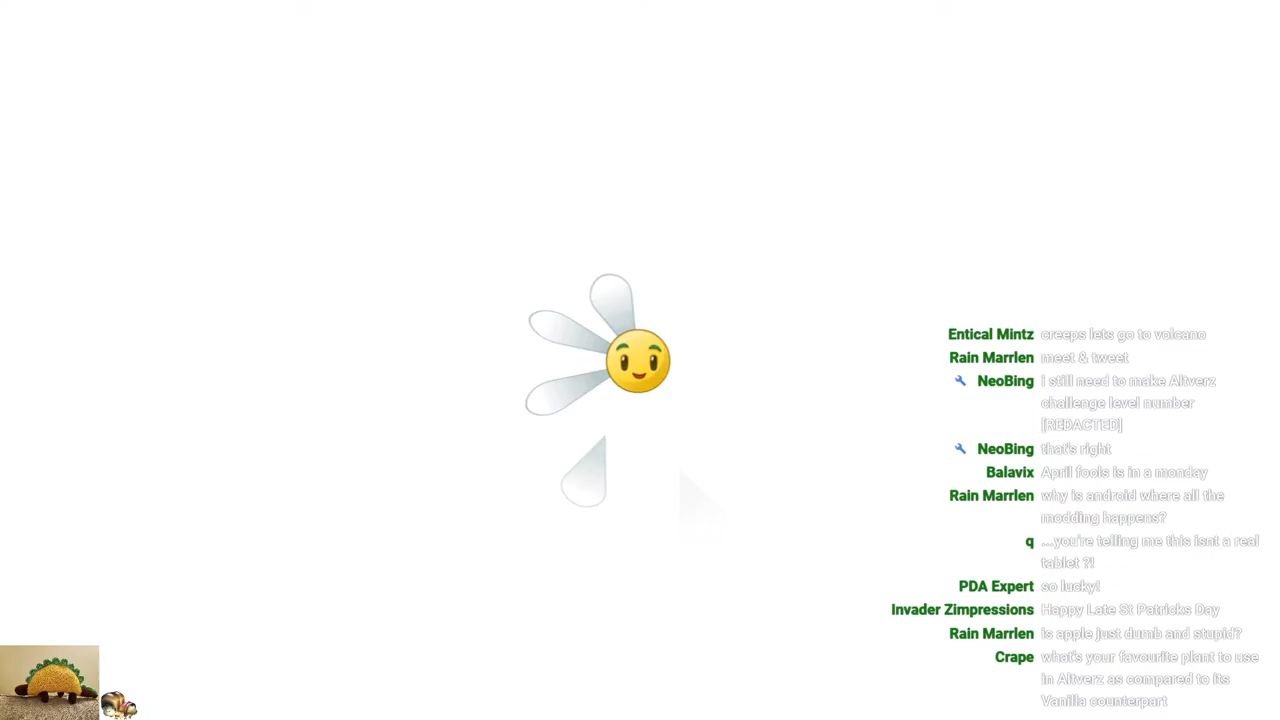 Entical Mintz creeps lets go to volcano
Rain Marrlen meet & tweet
NeoBing I still need to make Altverz
challenge level number
[REDACTED]
NeoBing that's right
Balavix April fools is in a monday
Rain Marrlen why is android where all the
modding happens?
q ...you're telling me this isnt a real
tablet ?!
PDA Expert so lucky!
Invader Zimpressions Happy Late St Patricks Day
Rain Marrlen Is apple just dumb and stupid?
Crape what's your favourite plant to use
in Altverz as compared to its
Vanilla counterpart